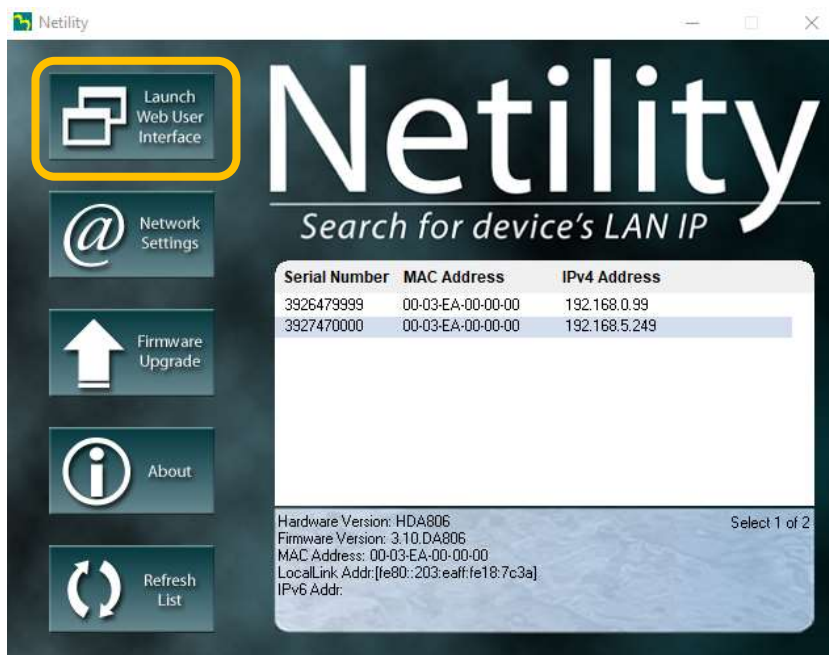 Netility
Launch
Web User
Interface
Netility
Search for device's LAN IP
@
Network
Settings
Serial Number MAC Address IPv4 Address
3926479999 00-03-EA-00-00-00 192.168.0.99
3927470000 00-03-EA-00-00-00 192.168.5.249
Firmware
Upgrade
About
Hardware Version: HDA806 Select 1 of 2
Firmware Version: 3.10.DA806
MAC Address: 00-03-EA-00-00-00
LocalLink Addr:[fe80::203:eaff:fe18:7c3a]
IPv6 Addr:
Refresh
List